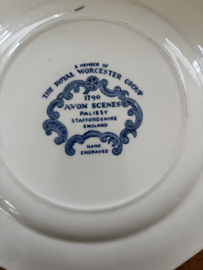 A MEMBER OF
THE ROYAL WORCESTER GROUP
1790
AVON SCENES
PALISSY
STAFFORDSHIRE
ENGLAND
HAND
ENGRAVED